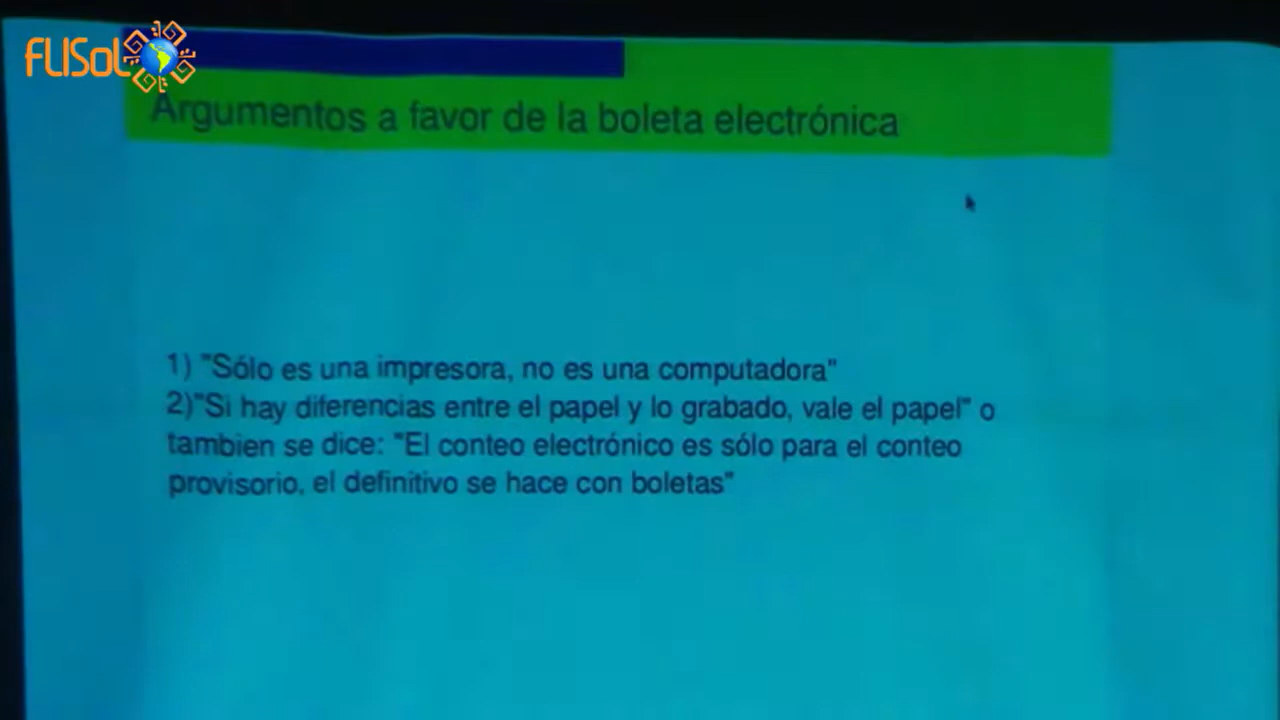 FLISoL
Argumentos a favor de la boleta electrónica
1) "Sólo es una impresora, no es una computadora"
2)"Si hay diferencias entre el papel y lo grabado, vale el papel" o
tambien se dice: "El conteo electrónico es sólo para el conteo
provisorio, el definitivo se hace con boletas"